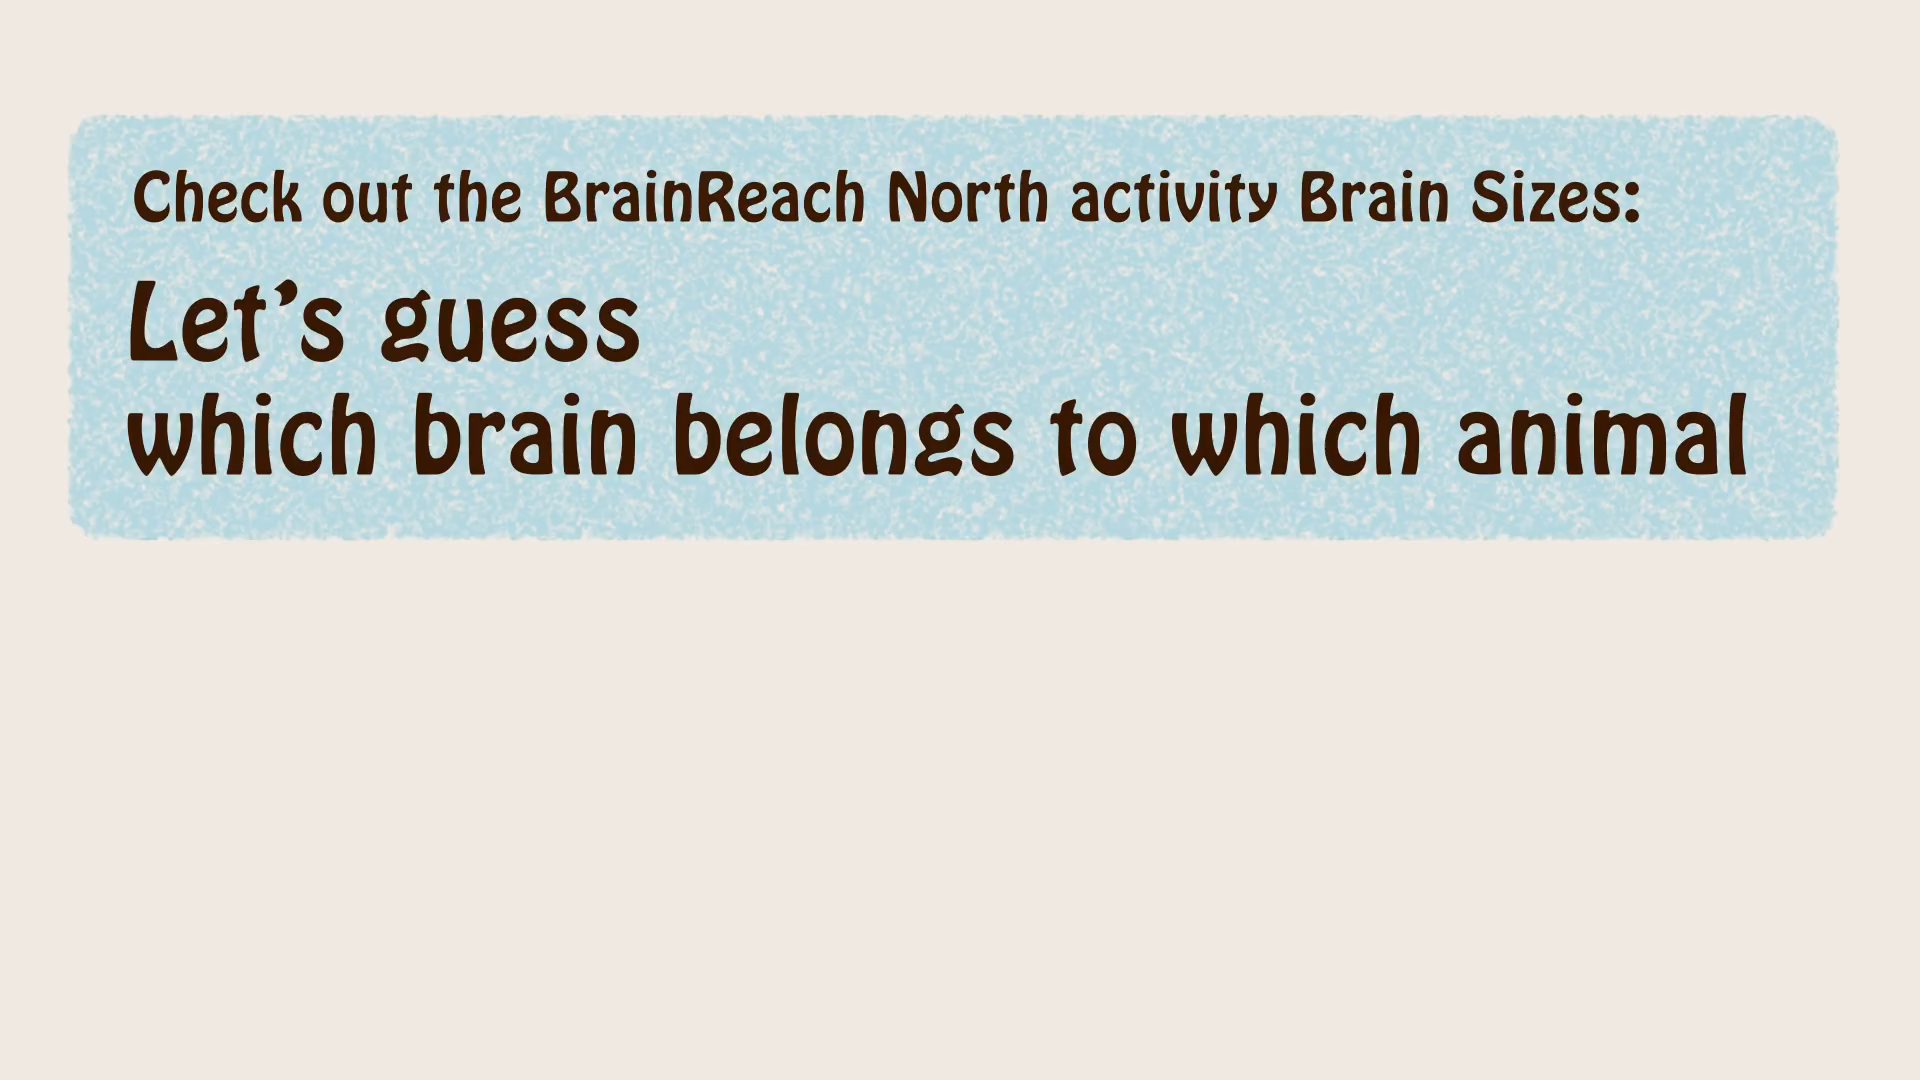 Check out the BrainReach North activity Brain Sizes:
Let’s guess
which brain belongs to which animal